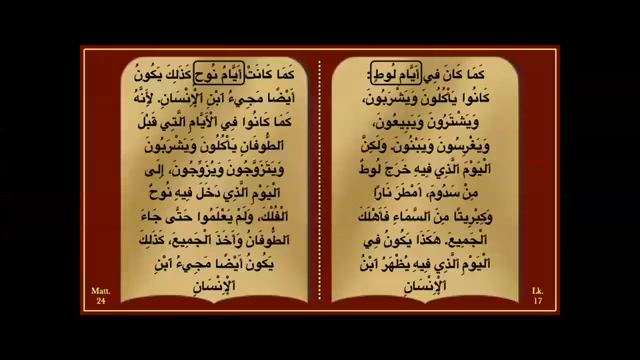 كَمَا كَانَ فِي أَيَّامِ لُوطٍ:
كَانُوا يَأْكُلُونَ وَيَشْرَبُونَ،
وَيَشْتَرُونَ وَيَبِيعُونَ،
وَيَغْرِسُونَ وَيَبْنُونَ. وَلكِنَّ
الْيَوْمَ الَّذِي فِيهِ خَرَجَ لُوطٌ
مِنْ سَدُومَ، أَمْطَرَ نَارًا
وَكِبْرِيتًا مِنَ السَّمَاءِ فَأَهْلَكَ
الْجَمِيعَ. هكَذَا يَكُونُ فِي
الْيَوْمِ الَّذِي فِيهِ يُظْهَرُ ابْنُ
الإِنْسَانِ
Lk.
17
كَمَا كَانَتْ أَيَّامُ نُوحٍ كَذلِكَ يَكُونُ
أَيْضًا مَجِيءُ ابْنِ الإِنْسَانِ. لأَنَّهُ
كَمَا كَانُوا فِي الأَيَّامِ الَّتِي قَبْلَ
الطُّوفَانِ يَأْكُلُونَ وَيَشْرَبُونَ
وَيَتَزَوَّجُونَ وَيُزَوِّجُونَ، إِلَى
الْيَوْمِ الَّذِي دَخَلَ فِيهِ نُوحٌ
الْفُلْكَ، وَلَمْ يَعْلَمُوا حَتَّى جَاءَ
الطُّوفَانُ وَأَخَذَ الْجَمِيعَ، كَذلِكَ
يَكُونُ أَيْضًا مَجِيءُ ابْنِ
الإِنْسَانِ
Matt.
24